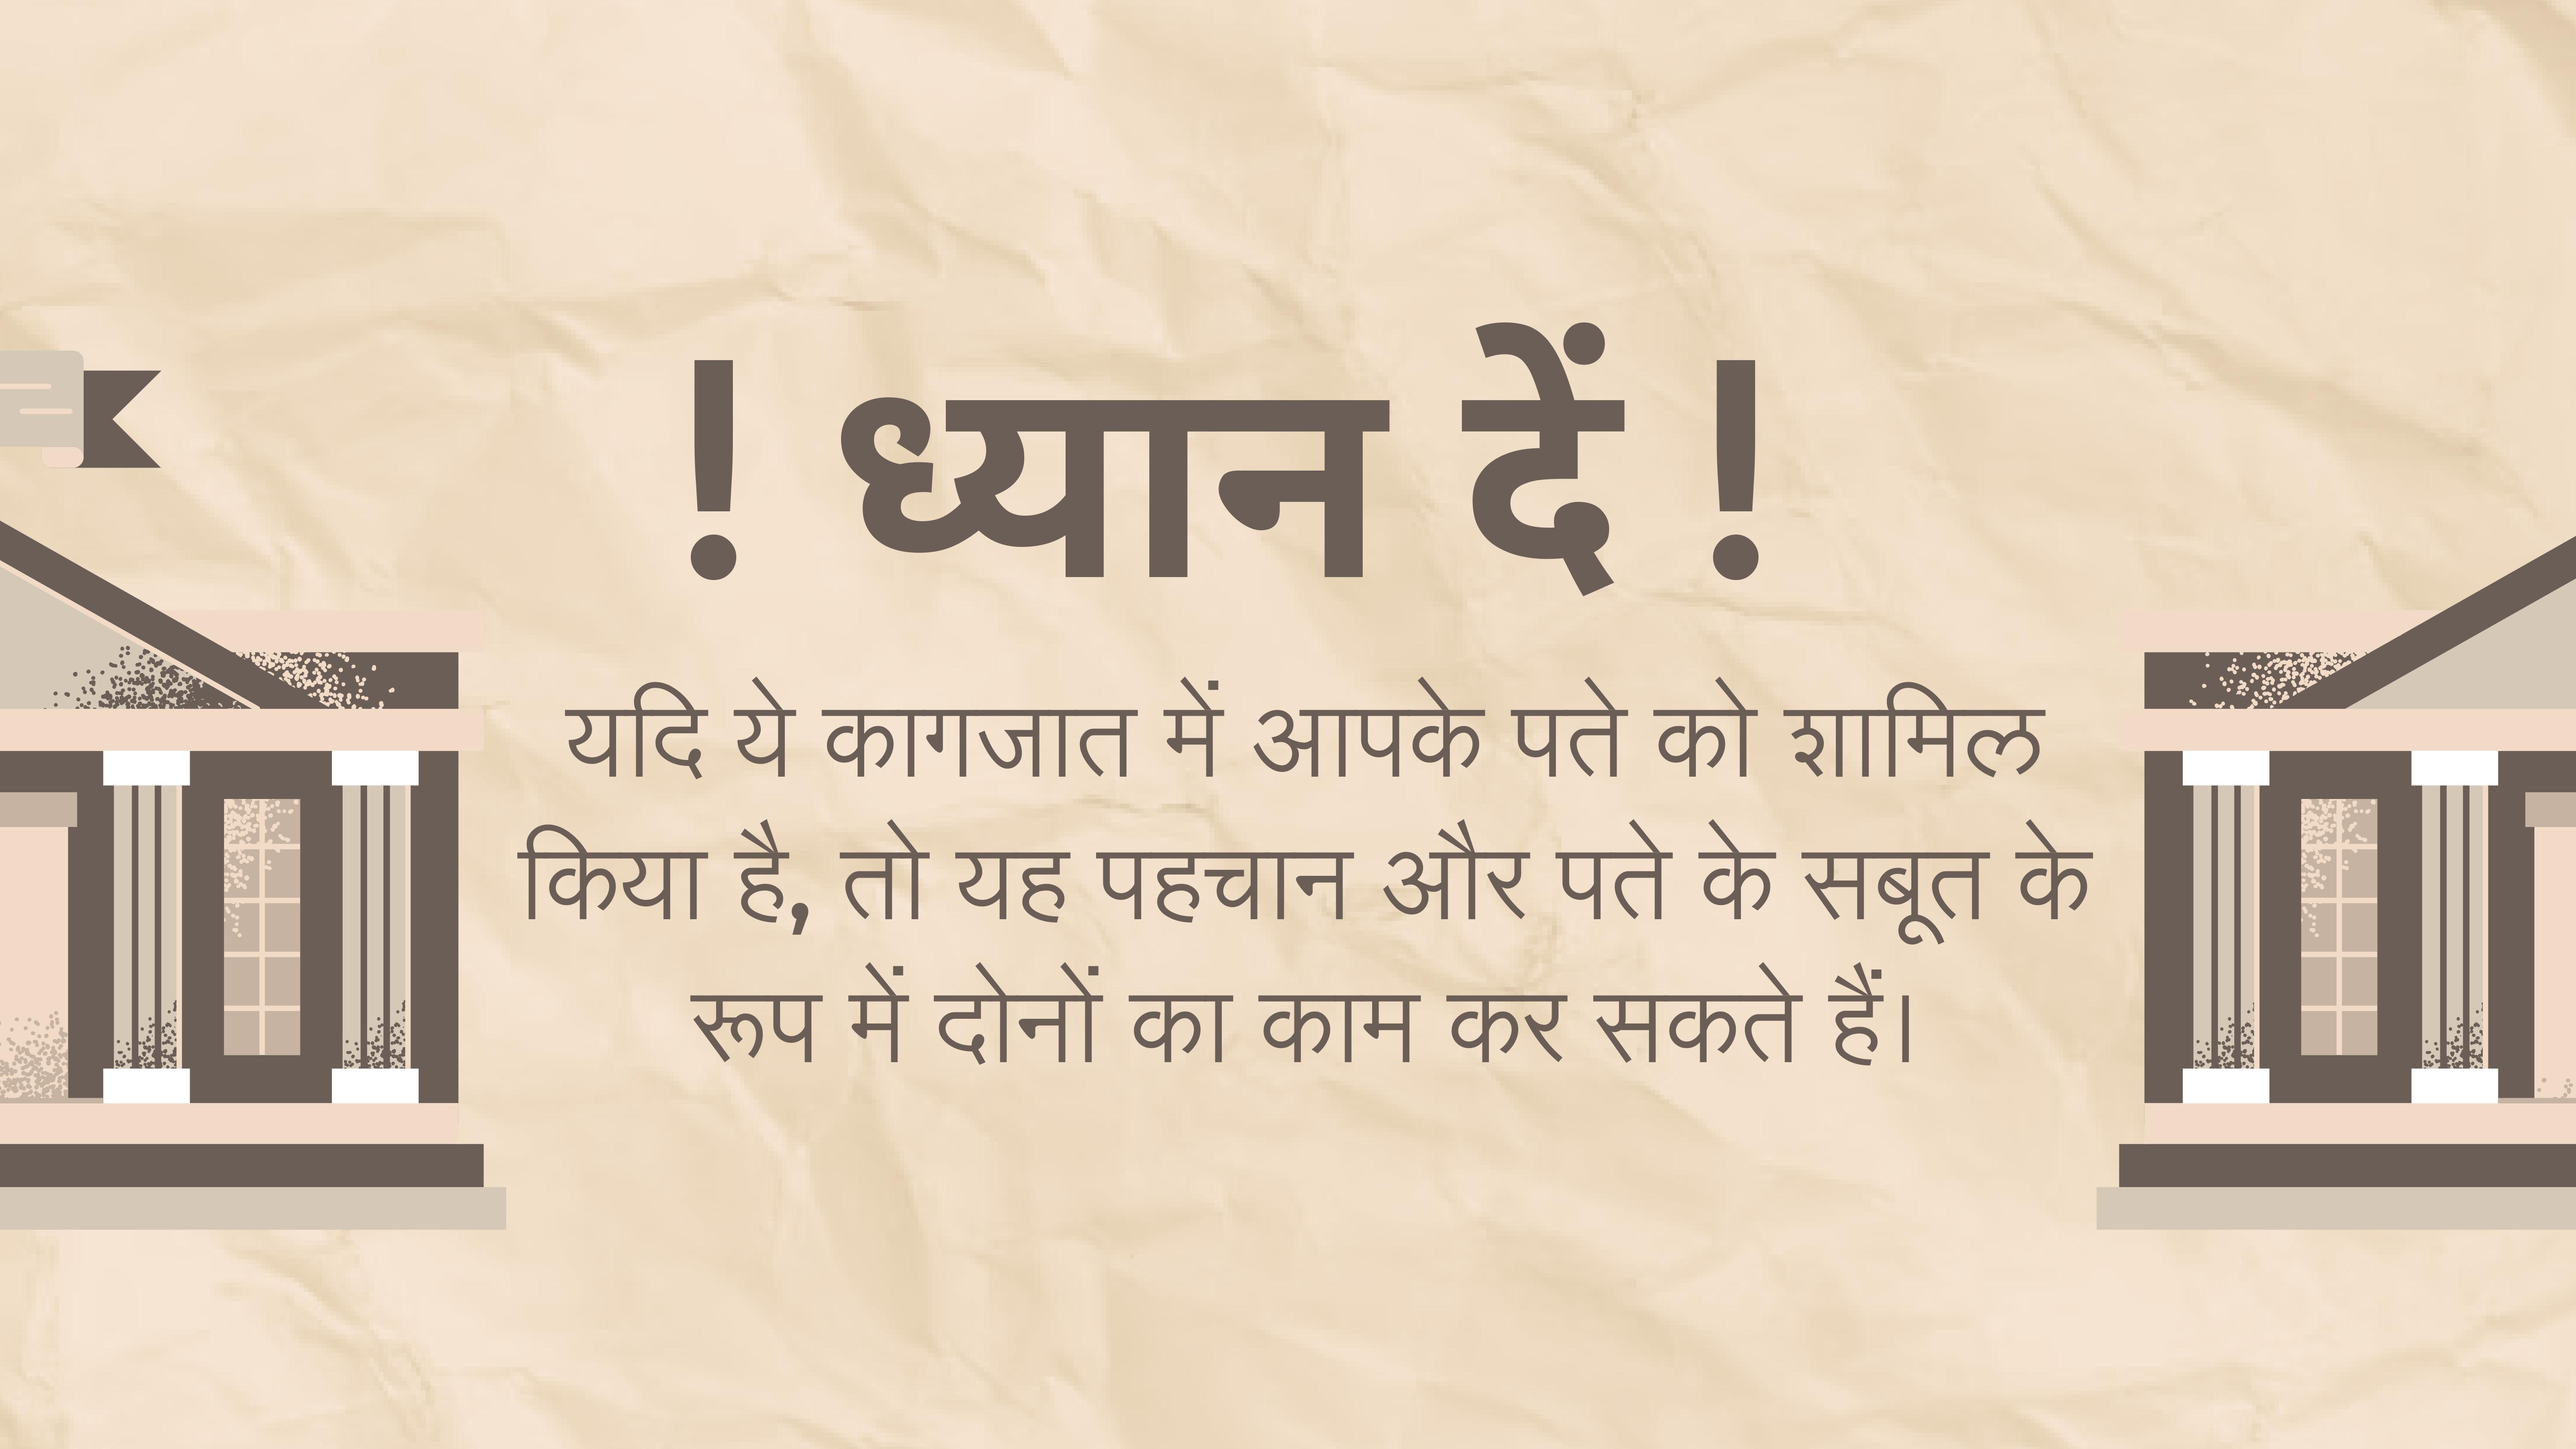 ! ध्यान दें !
यदि ये कागजात में आपके पते को शामिल
किया है, तो यह पहचान और पते के सबूत के
रूप में दोनों का काम कर सकते हैं।